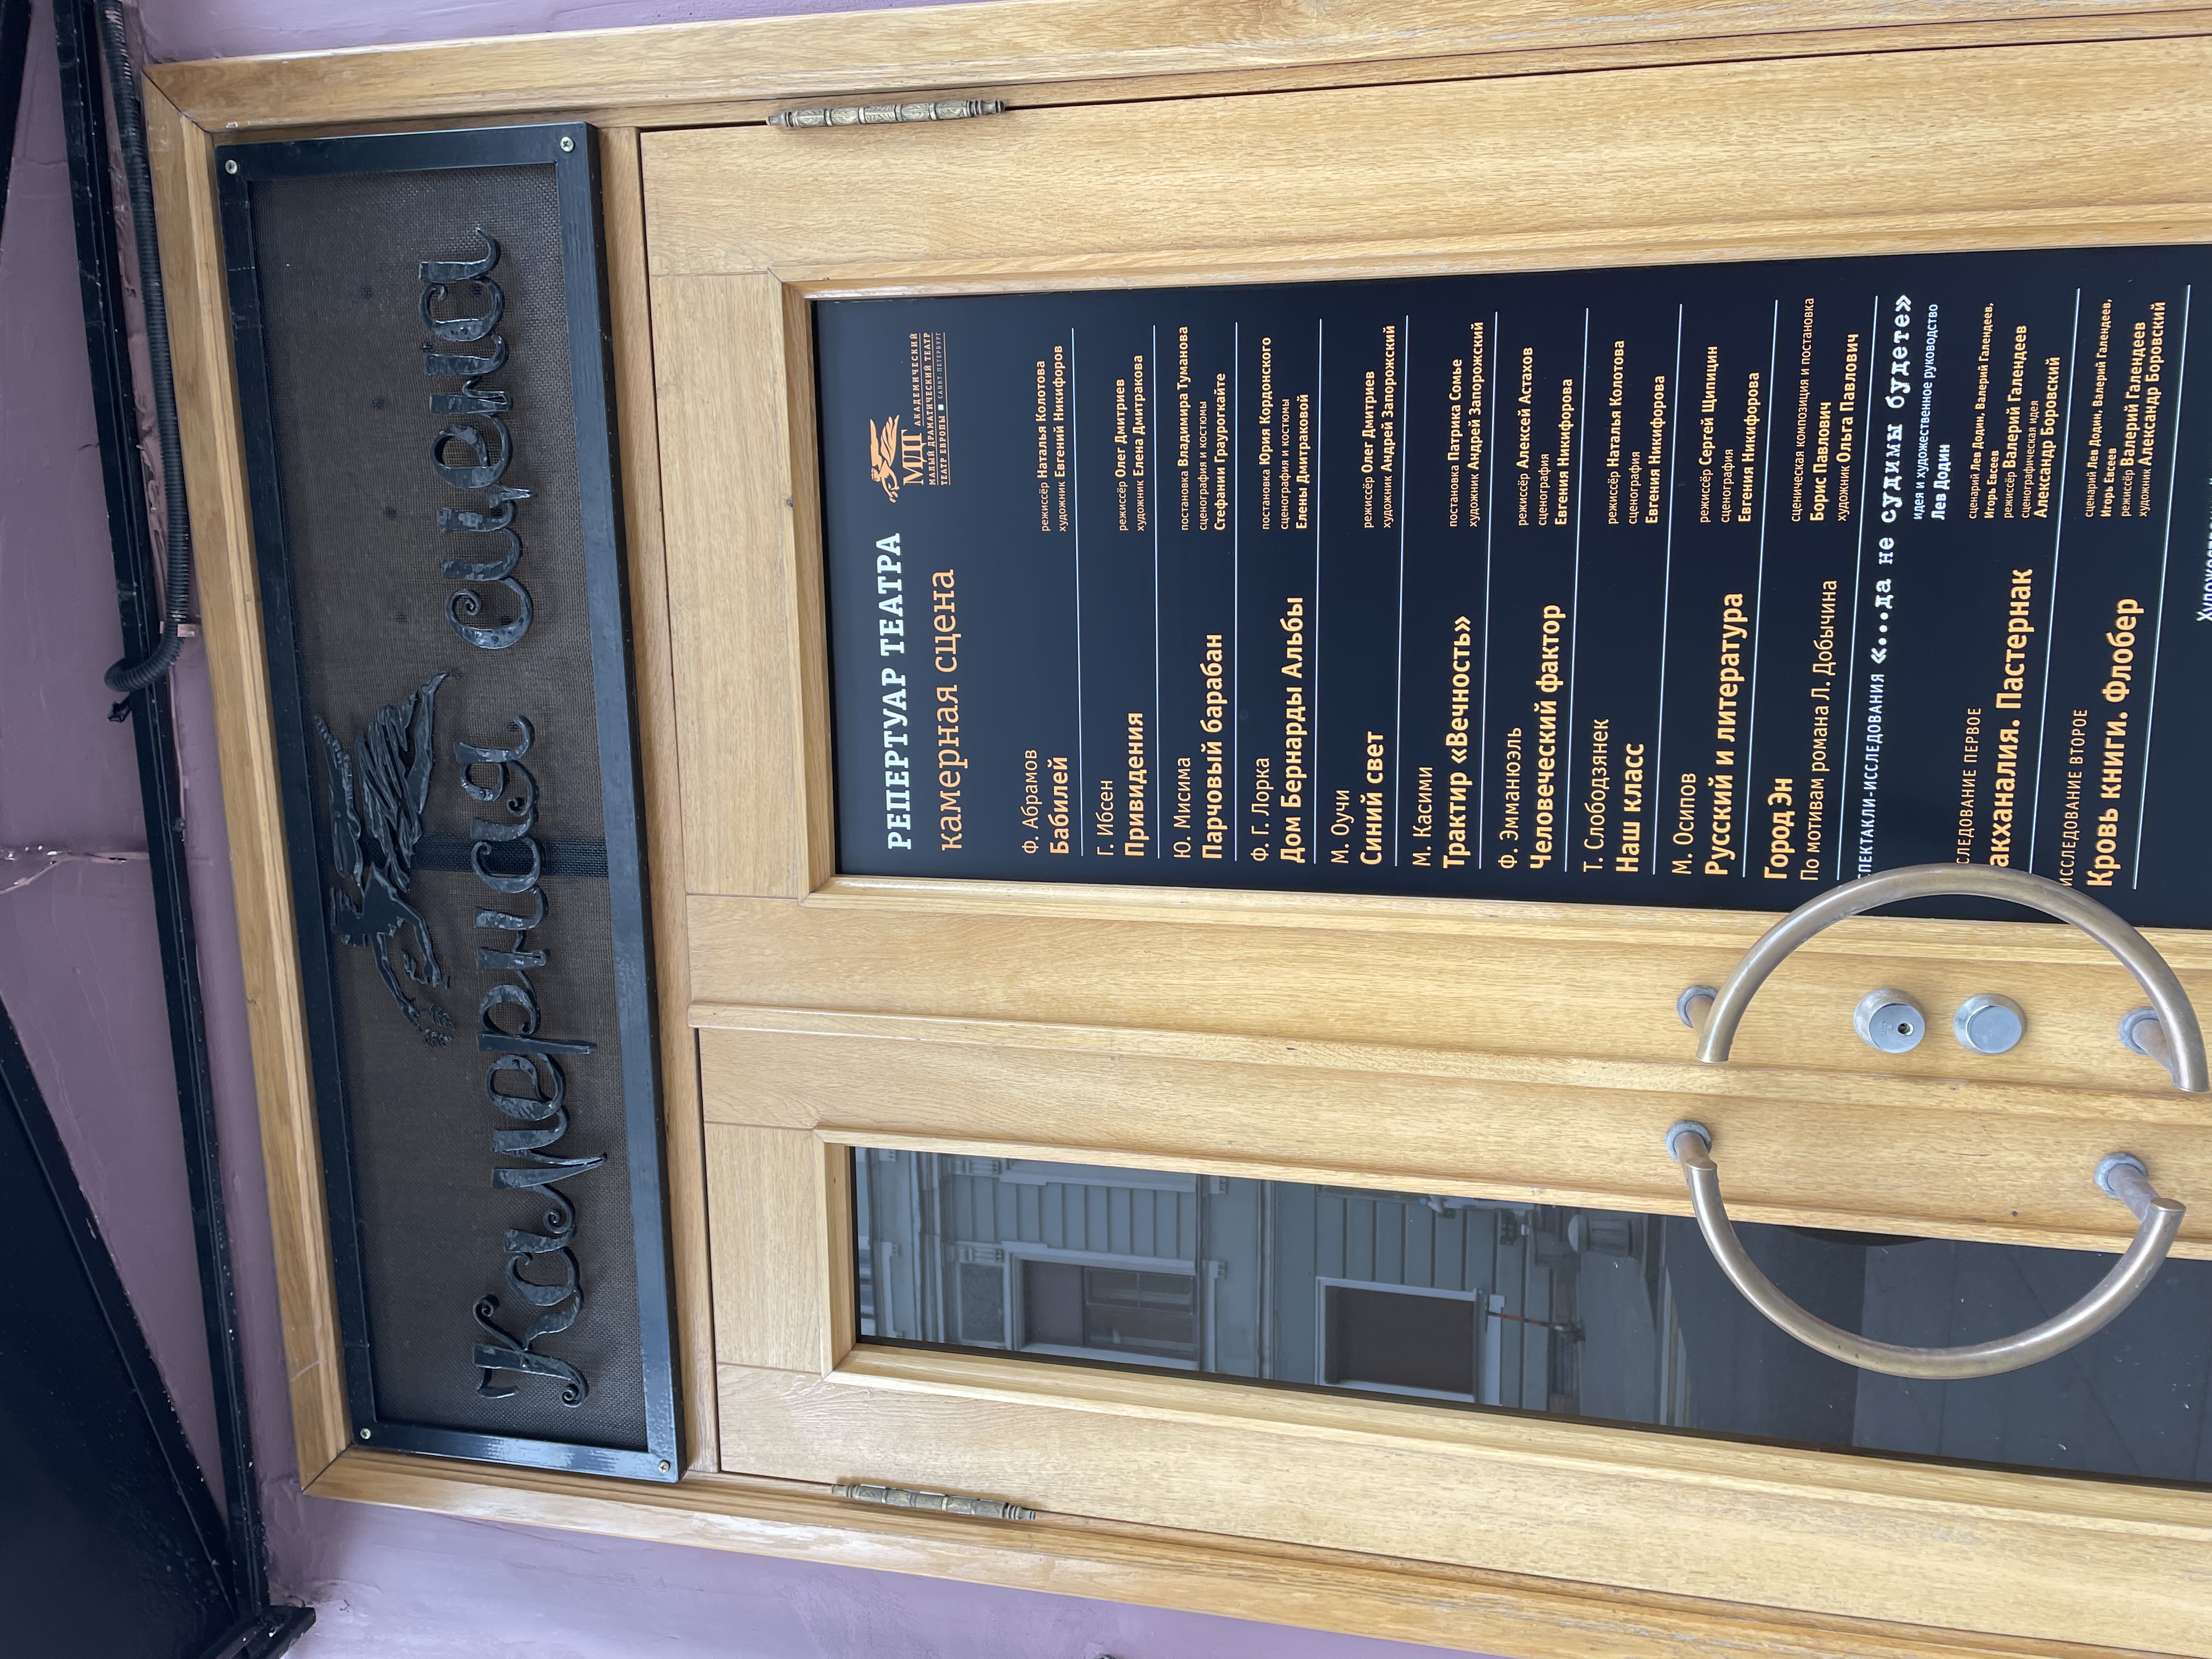 Камерная сцена
РЕПЕРТУАР ТЕАТРА
камерная сцена
МДТ АКАДЕМИЧЕСКИЙ
МАЛЫЙ ДРАМАТИЧЕСКИЙ ТЕАТР
ТЕАТР ЕВРОПЫ САНКТ-ПЕТЕРБУРГ
Ф. Абрамов
Бабилей
режиссёр Наталья Колотова
художник Евгений Никифоров
Г. Ибсен
Привидения
режиссёр Олег Дмитриев
художник Елена Дмитракова
Ю. Мисима
Парчовый барабан
постановка Владимира Туманова
сценография и костюмы
Стефании Граурогкайте
Ф. Г. Лорка
Дом Бернарды Альбы
постановка Юрия Кордонского
сценография и костюмы
Елены Дмитраковой
М. Оучи
Синий свет
режиссёр Олег Дмитриев
художник Андрей Запорожский
М. Касими
Трактир «Вечность»
постановка Патрика Сомье
художник Андрей Запорожский
Ф. Эммануэль
Человеческий фактор
режиссёр Алексей Астахов
сценография
Евгения Никифорова
Т. Слободзянек
Наш класс
режиссёр Наталья Колотова
сценография
Евгения Никифорова
М. Осипов
Русский и литература
режиссёр Сергей Щипицин
сценография
Евгения Никифорова
Город Эн
По мотивам романа Л. Добычина
сценическая композиция и постановка
Борис Павлович
художник Ольга Павлович
ПЕКТАКЛИ-ИССЛЕДОВАНИЯ «...да не судимы будете»
идея и художественное руководство
Лев Додин
СЛЕДОВАНИЕ ПЕРВОЕ
акханалия. Пастернак
сценарий Лев Додин, Валерий Галендеев,
Игорь Евсеев
режиссёр Валерий Галендеев
сценографическая идея
Александр Боровский
ИССЛЕДОВАНИЕ ВТОРОЕ
Кровь книги. Флобер
сценарий Лев Додин, Валерий Галендеев,
Игорь Евсеев
режиссёр Валерий Галендеев
художник Александр Боровский